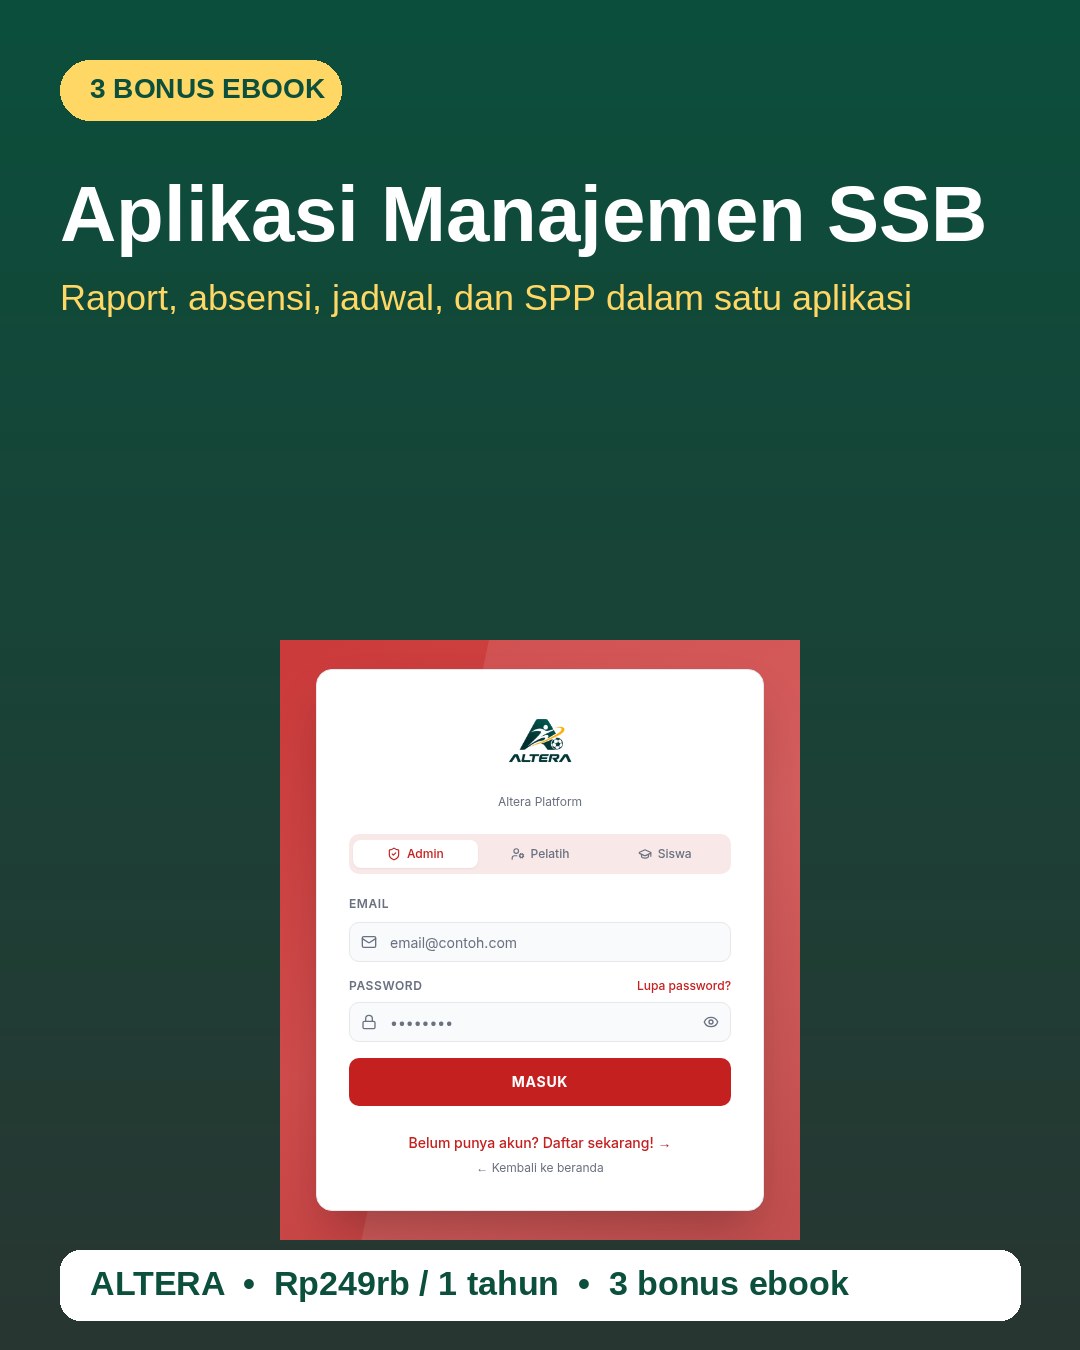 3 BONUS EBOOK
Aplikasi Manajemen SSB
Raport, absensi, jadwal, dan SPP dalam satu aplikasi
ALTERA
Altera Platform
Admin
Pelatih
Siswa
EMAIL
email@contoh.com
PASSWORD
Lupa password?
••••••••
MASUK
Belum punya akun? Daftar sekarang! →
← Kembali ke beranda
ALTERA • Rp249rb / 1 tahun • 3 bonus ebook